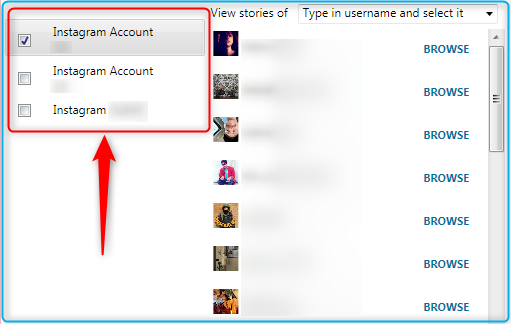 View stories of Type in username and select it
Instagram Account
Instagram Account
Instagram
BROWSE
BROWSE
BROWSE
BROWSE
BROWSE
BROWSE
BROWSE